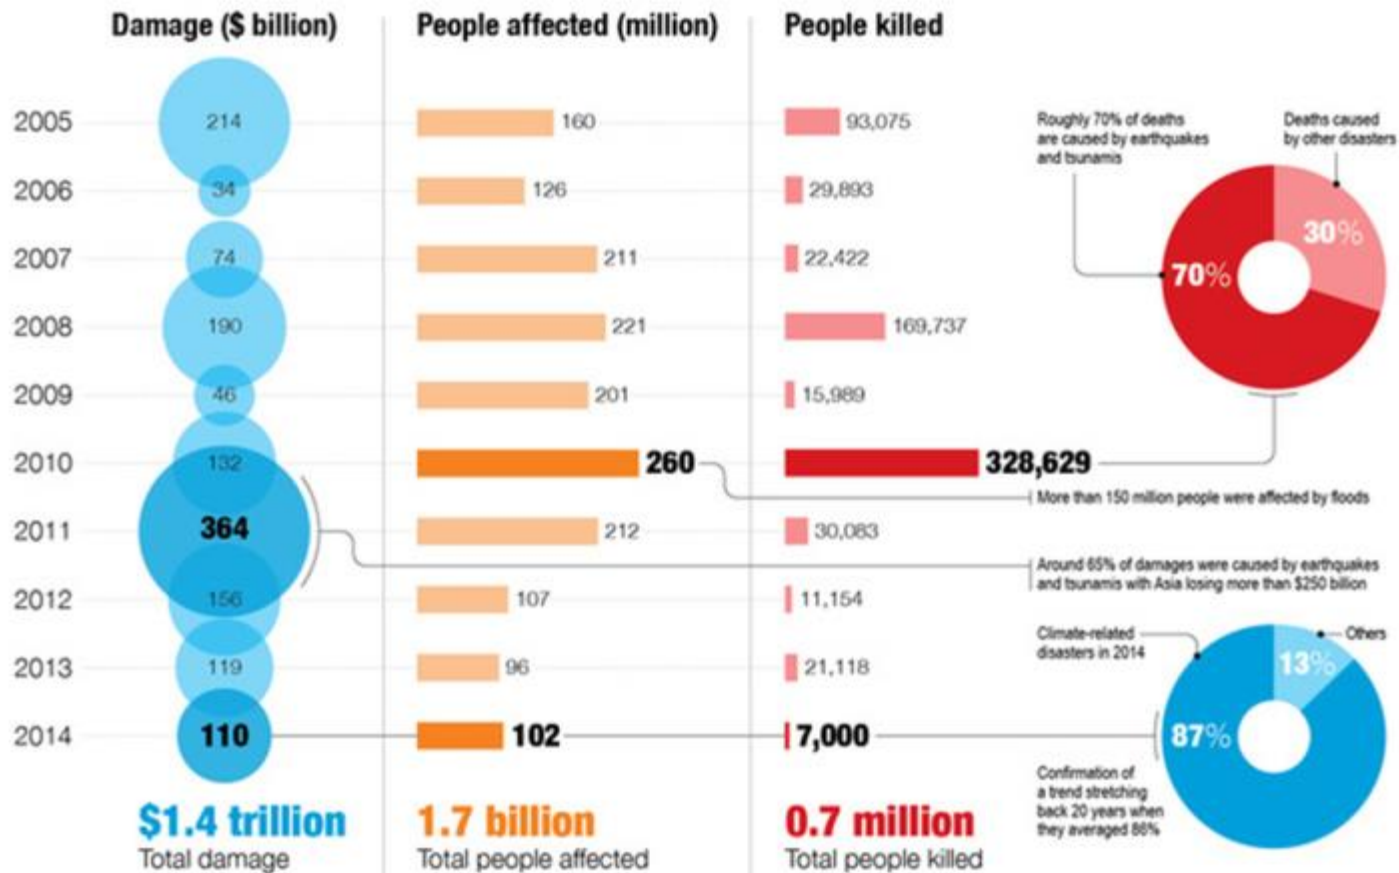 Damage ($ billion)
People affected (million)
People killed
2005
214
160
93,075
2006
34
126
29,893
2007
74
211
22,422
2008
190
221
169,737
2009
46
201
15,989
2010
132
260
328,629
2011
364
212
30,083
2012
156
107
11,154
2013
119
96
21,118
2014
110
102
7,000
$1.4 trillion
Total damage
1.7 billion
Total people affected
0.7 million
Total people killed
Roughly 70% of deaths
are caused by earthquakes
and tsunamis
Deaths caused
by other disasters
30%
70%
More than 150 million people were affected by floods
Around 65% of damages were caused by earthquakes
and tsunamis with Asia losing more than $250 billion
Climate-related
disasters in 2014
Others
13%
87%
Confirmation of
a trend stretching
back 20 years when
they averaged 86%